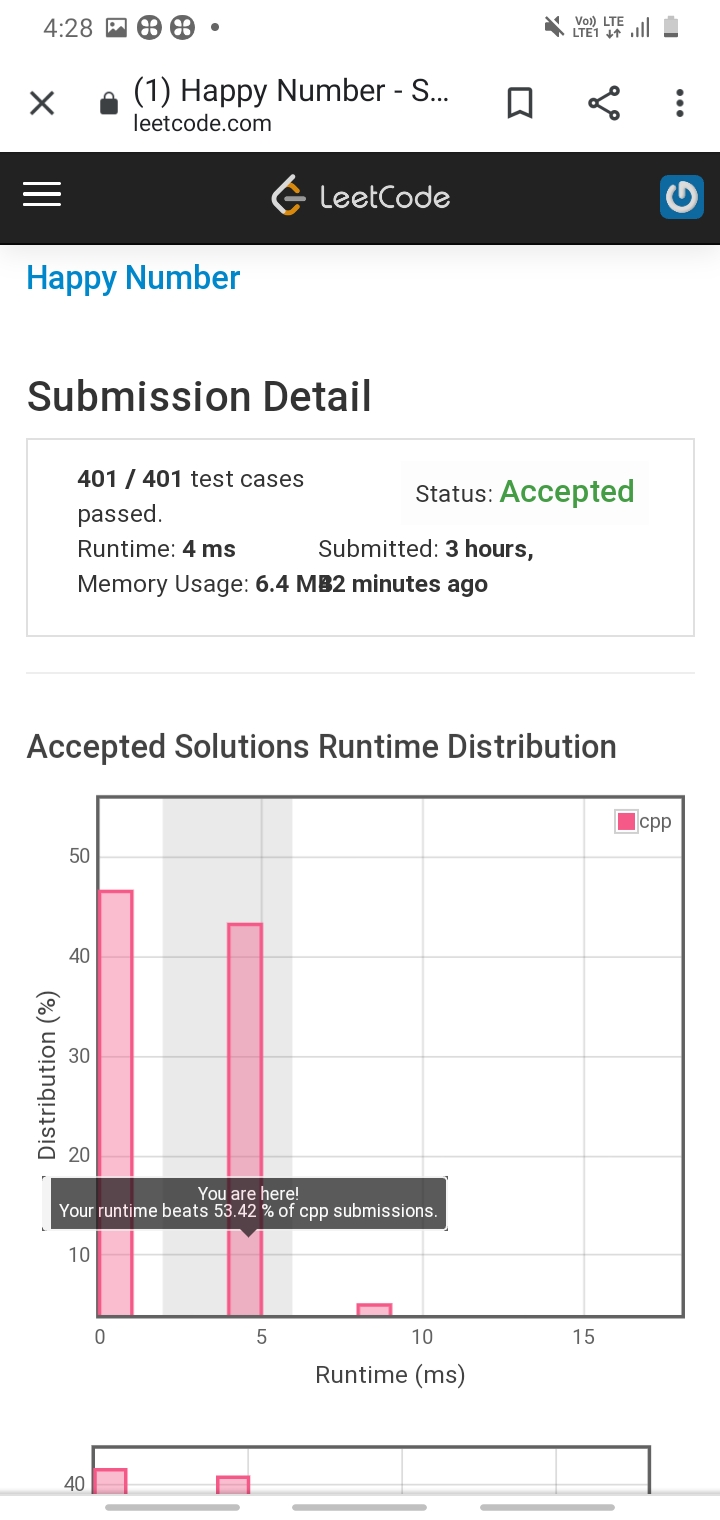 4:28
Vo)) LTE
LTE1
(1) Happy Number - S...
leetcode.com
LeetCode
Happy Number
Submission Detail
401 / 401 test cases
passed.
Status: Accepted
Runtime: 4 ms
Submitted: 3 hours,
Memory Usage: 6.4 MB
42 minutes ago
Accepted Solutions Runtime Distribution
cpp
50
40
30
20
10
Distribution (%)
You are here!
Your runtime beats 53.42 % of cpp submissions.
0 5 10 15
Runtime (ms)
40